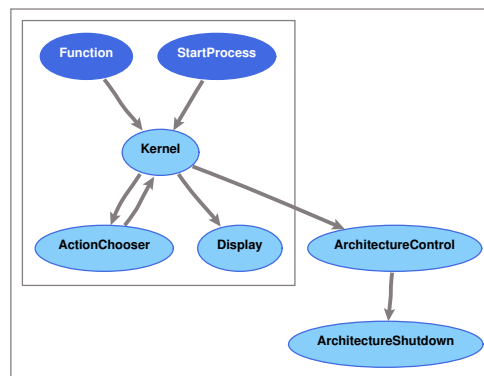 Function
StartProcess
Kernel
ActionChooser
Display
ArchitectureControl
ArchitectureShutdown